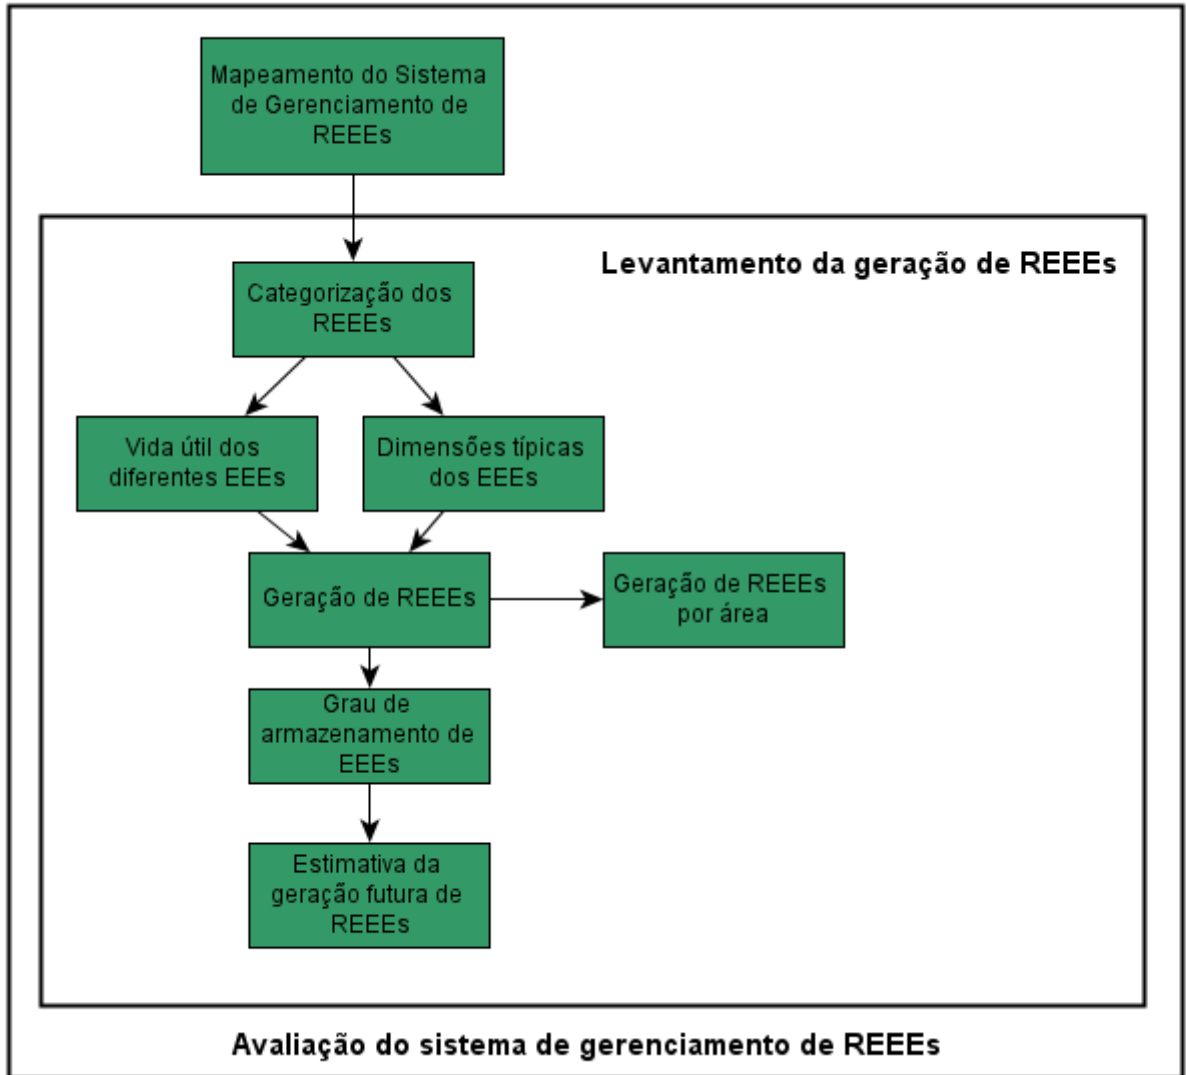 Mapeamento do Sistema
de Gerenciamento de
REEEs
Levantamento da geração de REEEs
Categorização dos
REEEs
Vida útil dos
diferentes EEEs
Dimensões típicas
dos EEEs
Geração de REEEs
Geração de REEEs
por área
Grau de
armazenamento de
EEEs
Estimativa da
geração futura de
REEEs
Avaliação do sistema de gerenciamento de REEEs